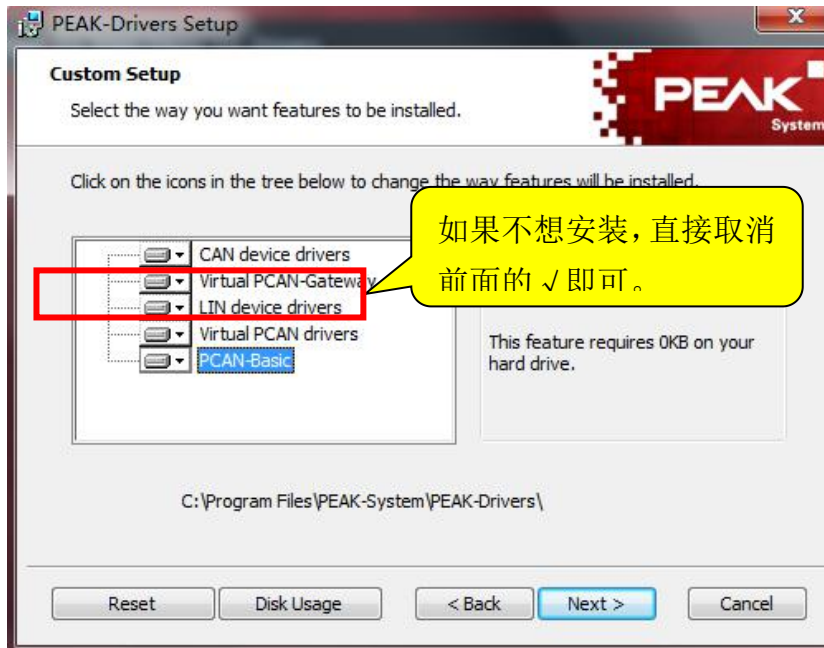 PEAK-Drivers Setup
Custom Setup
Select the way you want features to be installed.
PEAK
System
Click on the icons in the tree below to change the way features will be installed.
如果不想安装，直接取消
前面的√即可。
CAN device drivers
Virtual PCAN-Gateway
LIN device drivers
Virtual PCAN drivers
PCAN-Basic
This feature requires 0KB on your
hard drive.
C:\Program Files\PEAK-System\PEAK-Drivers\
Reset
Disk Usage
< Back
Next >
Cancel